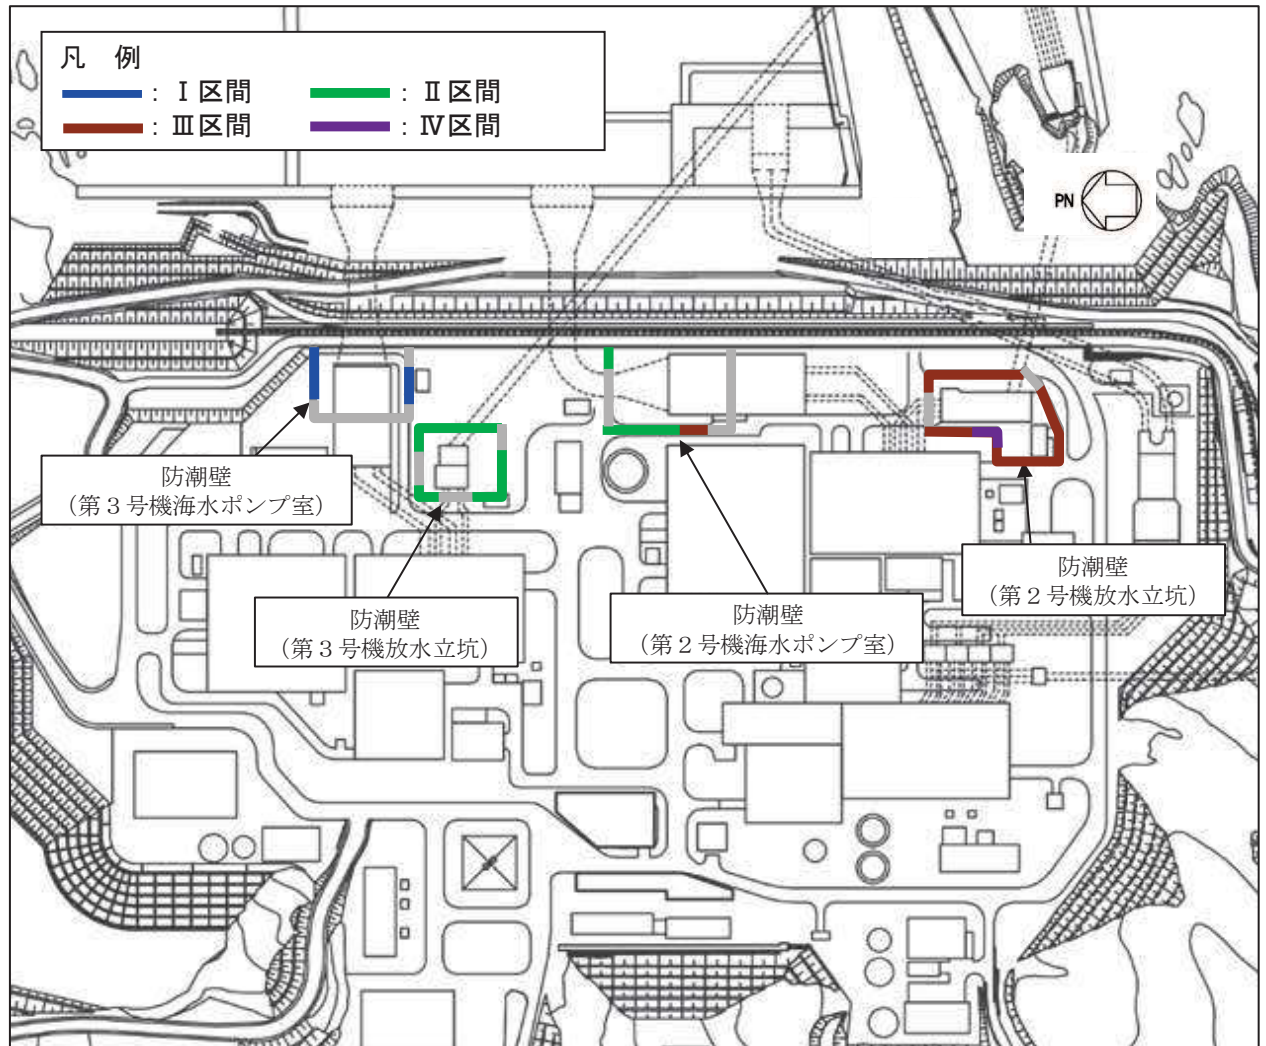 凡 例
: Ⅰ区間 : Ⅱ区間
: Ⅲ区間 : Ⅳ区間
PN
防潮壁
(第3号機海水ポンプ室)
防潮壁
(第3号機放水立坑)
防潮壁
(第2号機海水ポンプ室)
防潮壁
(第2号機放水立坑)